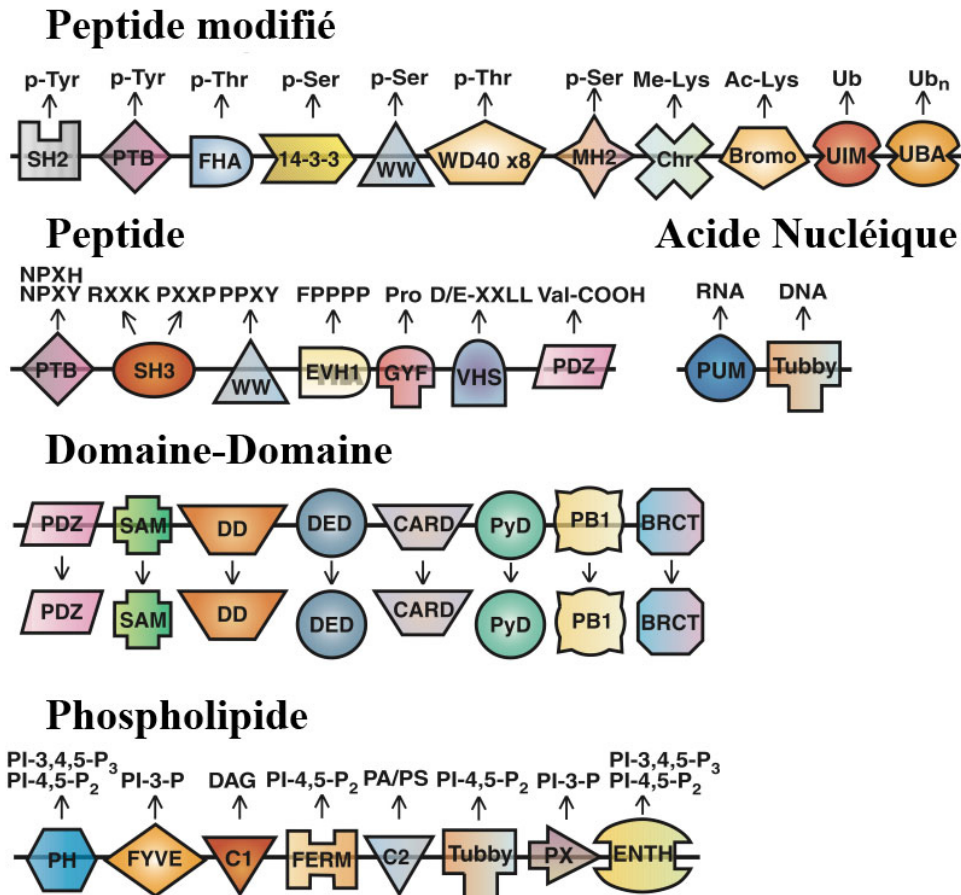 Peptide modifié
p-Tyr p-Tyr p-Thr p-Ser p-Ser p-Thr p-Ser Me-Lys Ac-Lys Ub Ubn
SH2 PTB FHA 14-3-3 WW WD40 x8 MH2 Chr Bromo UIM UBA
Peptide
NPXH
NPXY RXXK PXXP PPXY FPPPP Pro D/E-XXLL Val-COOH
PTB SH3 WW EVH1 GYF VHS PDZ
Acide Nucléique
RNA DNA
PUM Tubby
Domaine-Domaine
PDZ SAM DD DED CARD PyD PB1 BRCT
PDZ SAM DD DED CARD PyD PB1 BRCT
Phospholipide
PI-3,4,5-P3 PI-3,4,5-P3
PI-4,5-P2 PI-3-P DAG PI-4,5-P2 PA/PS PI-4,5-P2 PI-3-P PI-4,5-P2
PH FYVE C1 FERM C2 Tubby PX ENTH